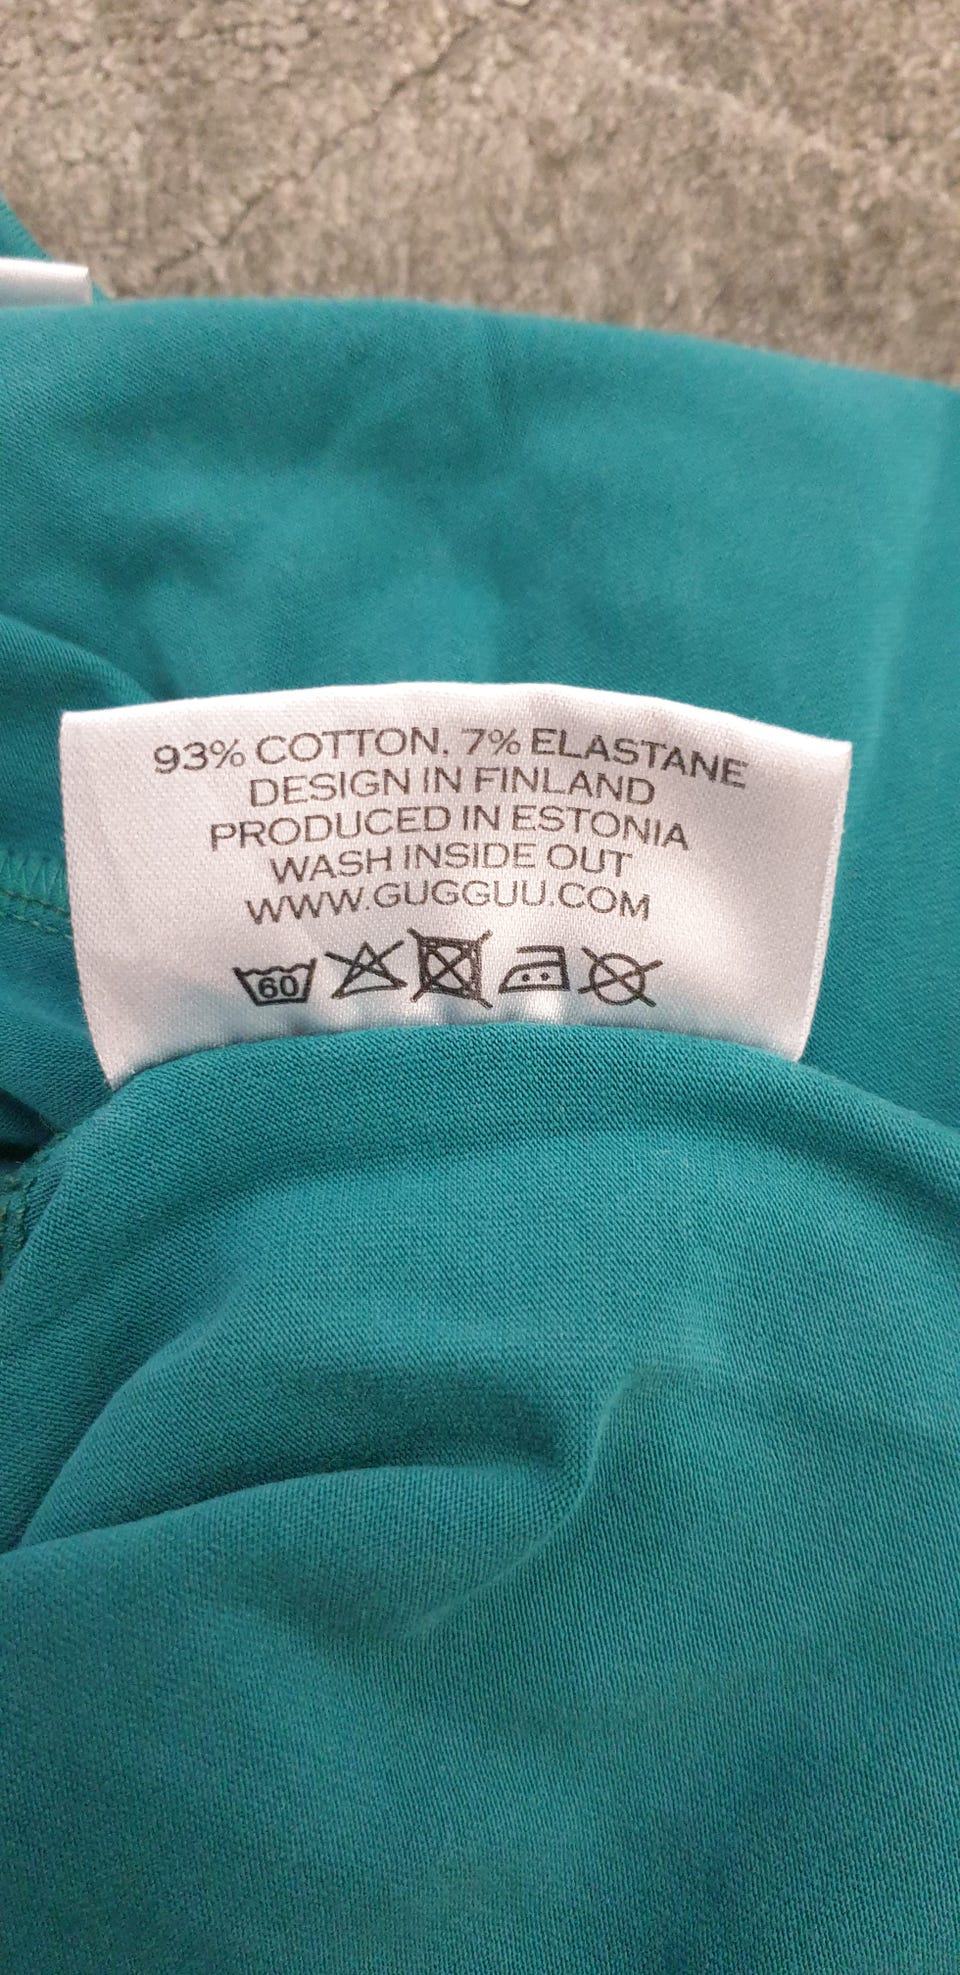 93% COTTON. 7% ELASTANE
DESIGN IN FINLAND
PRODUCED IN ESTONIA
WASH INSIDE OUT
WWW.GUGGUU.COM
60